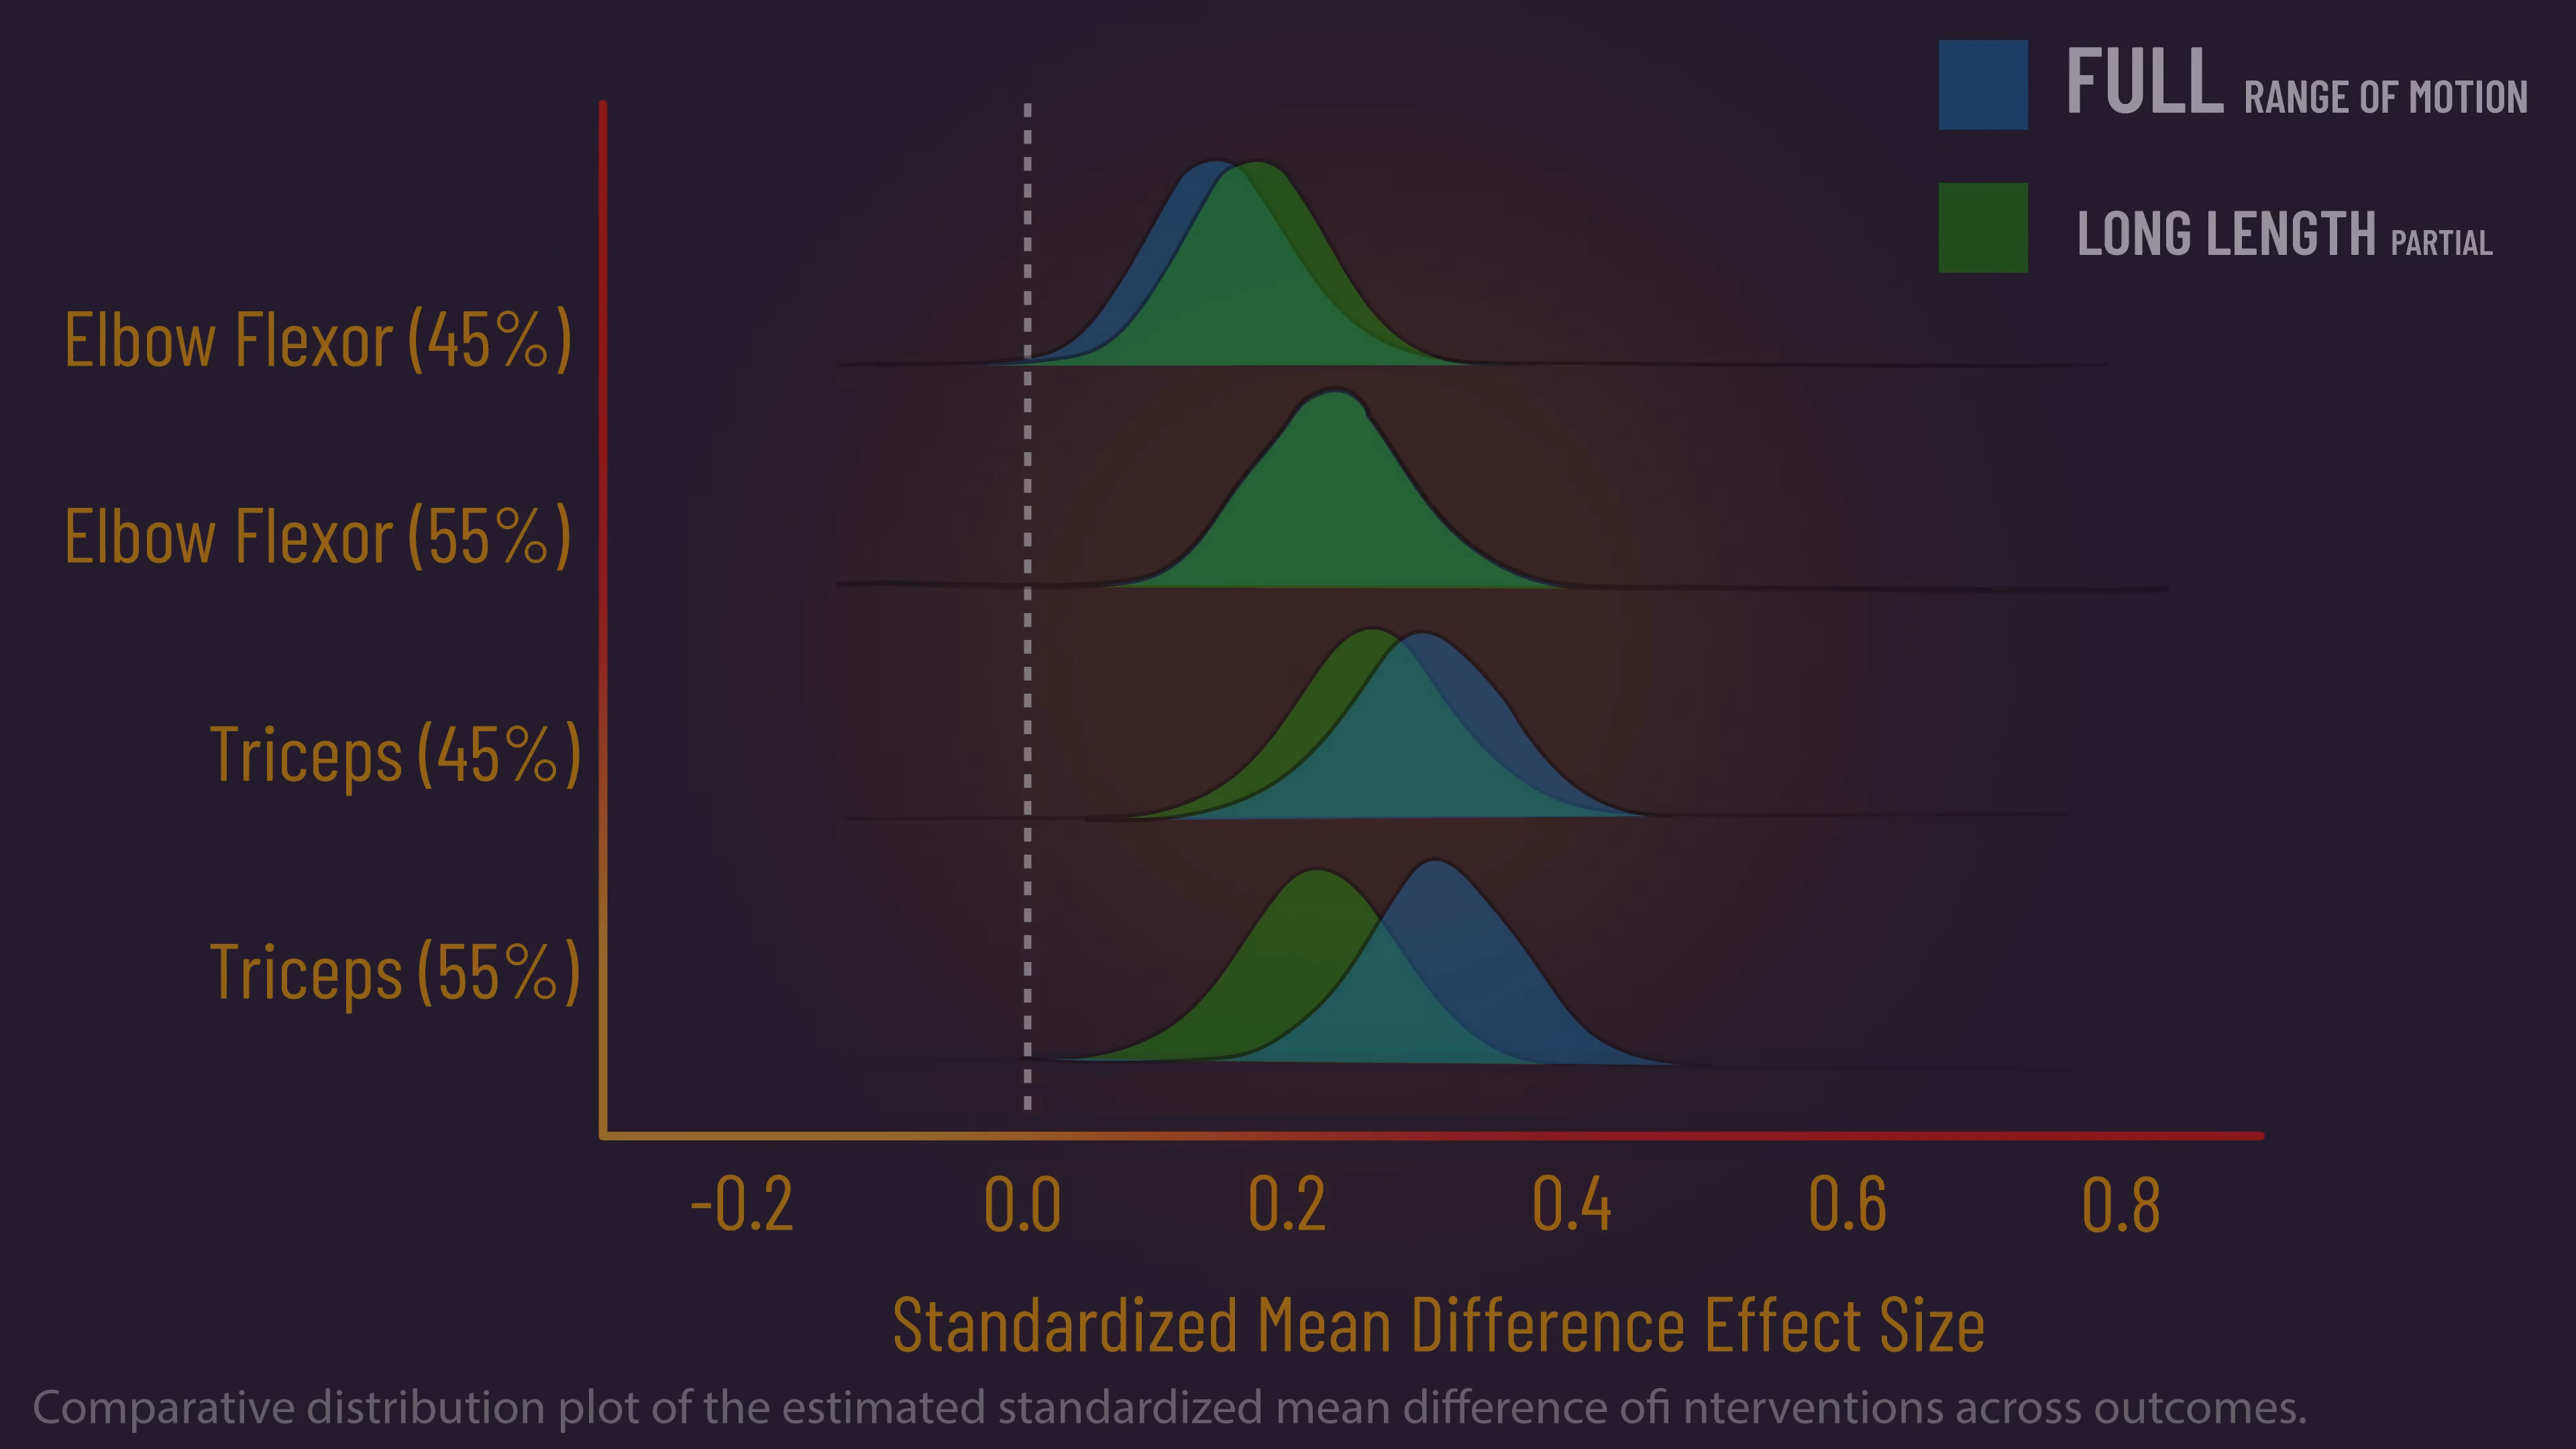 FULL RANGE OF MOTION
LONG LENGTH PARTIAL
Elbow Flexor (45%)
Elbow Flexor (55%)
Triceps (45%)
Triceps (55%)
-0.2 0.0 0.2 0.4 0.6 0.8
Standardized Mean Difference Effect Size
Comparative distribution plot of the estimated standardized mean difference ofi nterventions across outcomes.